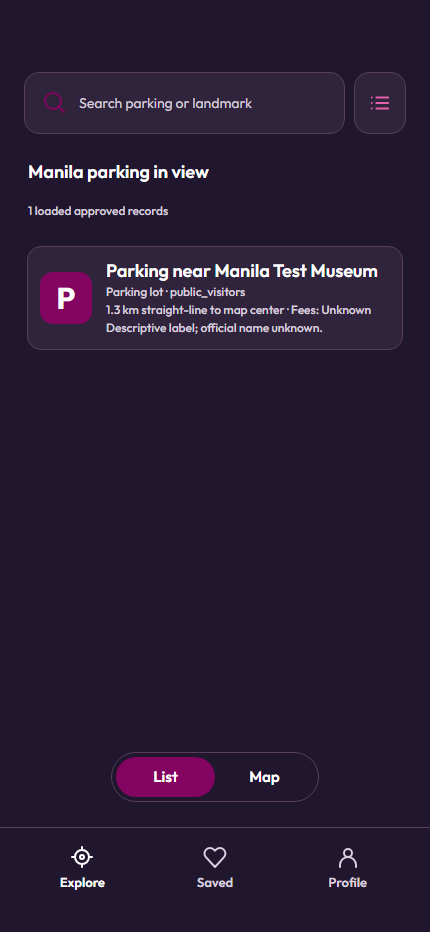 Search parking or landmark
Manila parking in view
1 loaded approved records
P
Parking near Manila Test Museum
Parking lot · public_visitors
1.3 km straight-line to map center · Fees: Unknown
Descriptive label; official name unknown.
List
Map
Explore
Saved
Profile